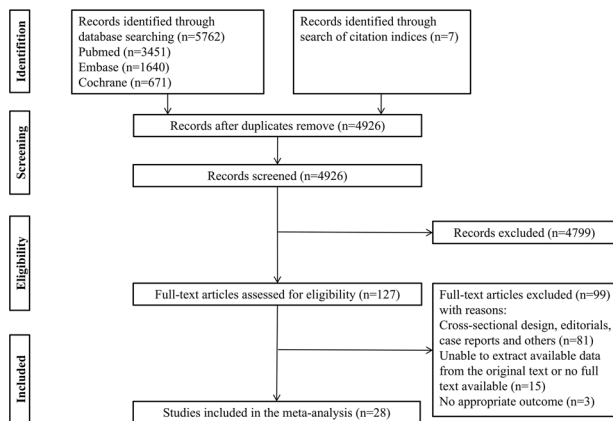 Identifition
Records identified through
database searching (n=5762)
Pubmed (n=3451)
Embase (n=1640)
Cochrane (n=671)
Records identified through
search of citation indices (n=7)
Screening
Records after duplicates remove (n=4926)
Records screened (n=4926)
Eligibility
Records excluded (n=4799)
Full-text articles assessed for eligibility (n=127)
Full-text articles excluded (n=99)
with reasons:
Cross-sectional design, editorials,
case reports and others (n=81)
Unable to extract available data
from the original text or no full
text available (n=15)
No appropriate outcome (n=3)
Included
Studies included in the meta-analysis (n=28)